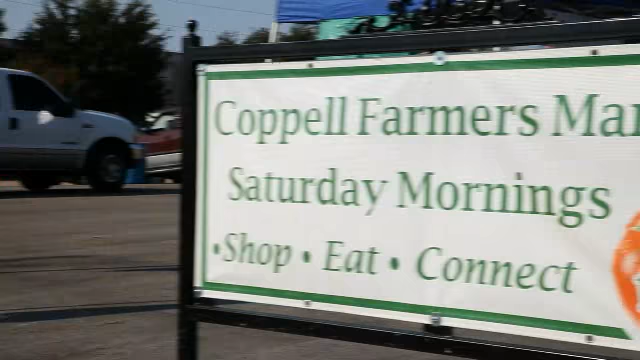 Coppell Farmers Mar
Saturday Mornings
•Shop • Eat • Connect